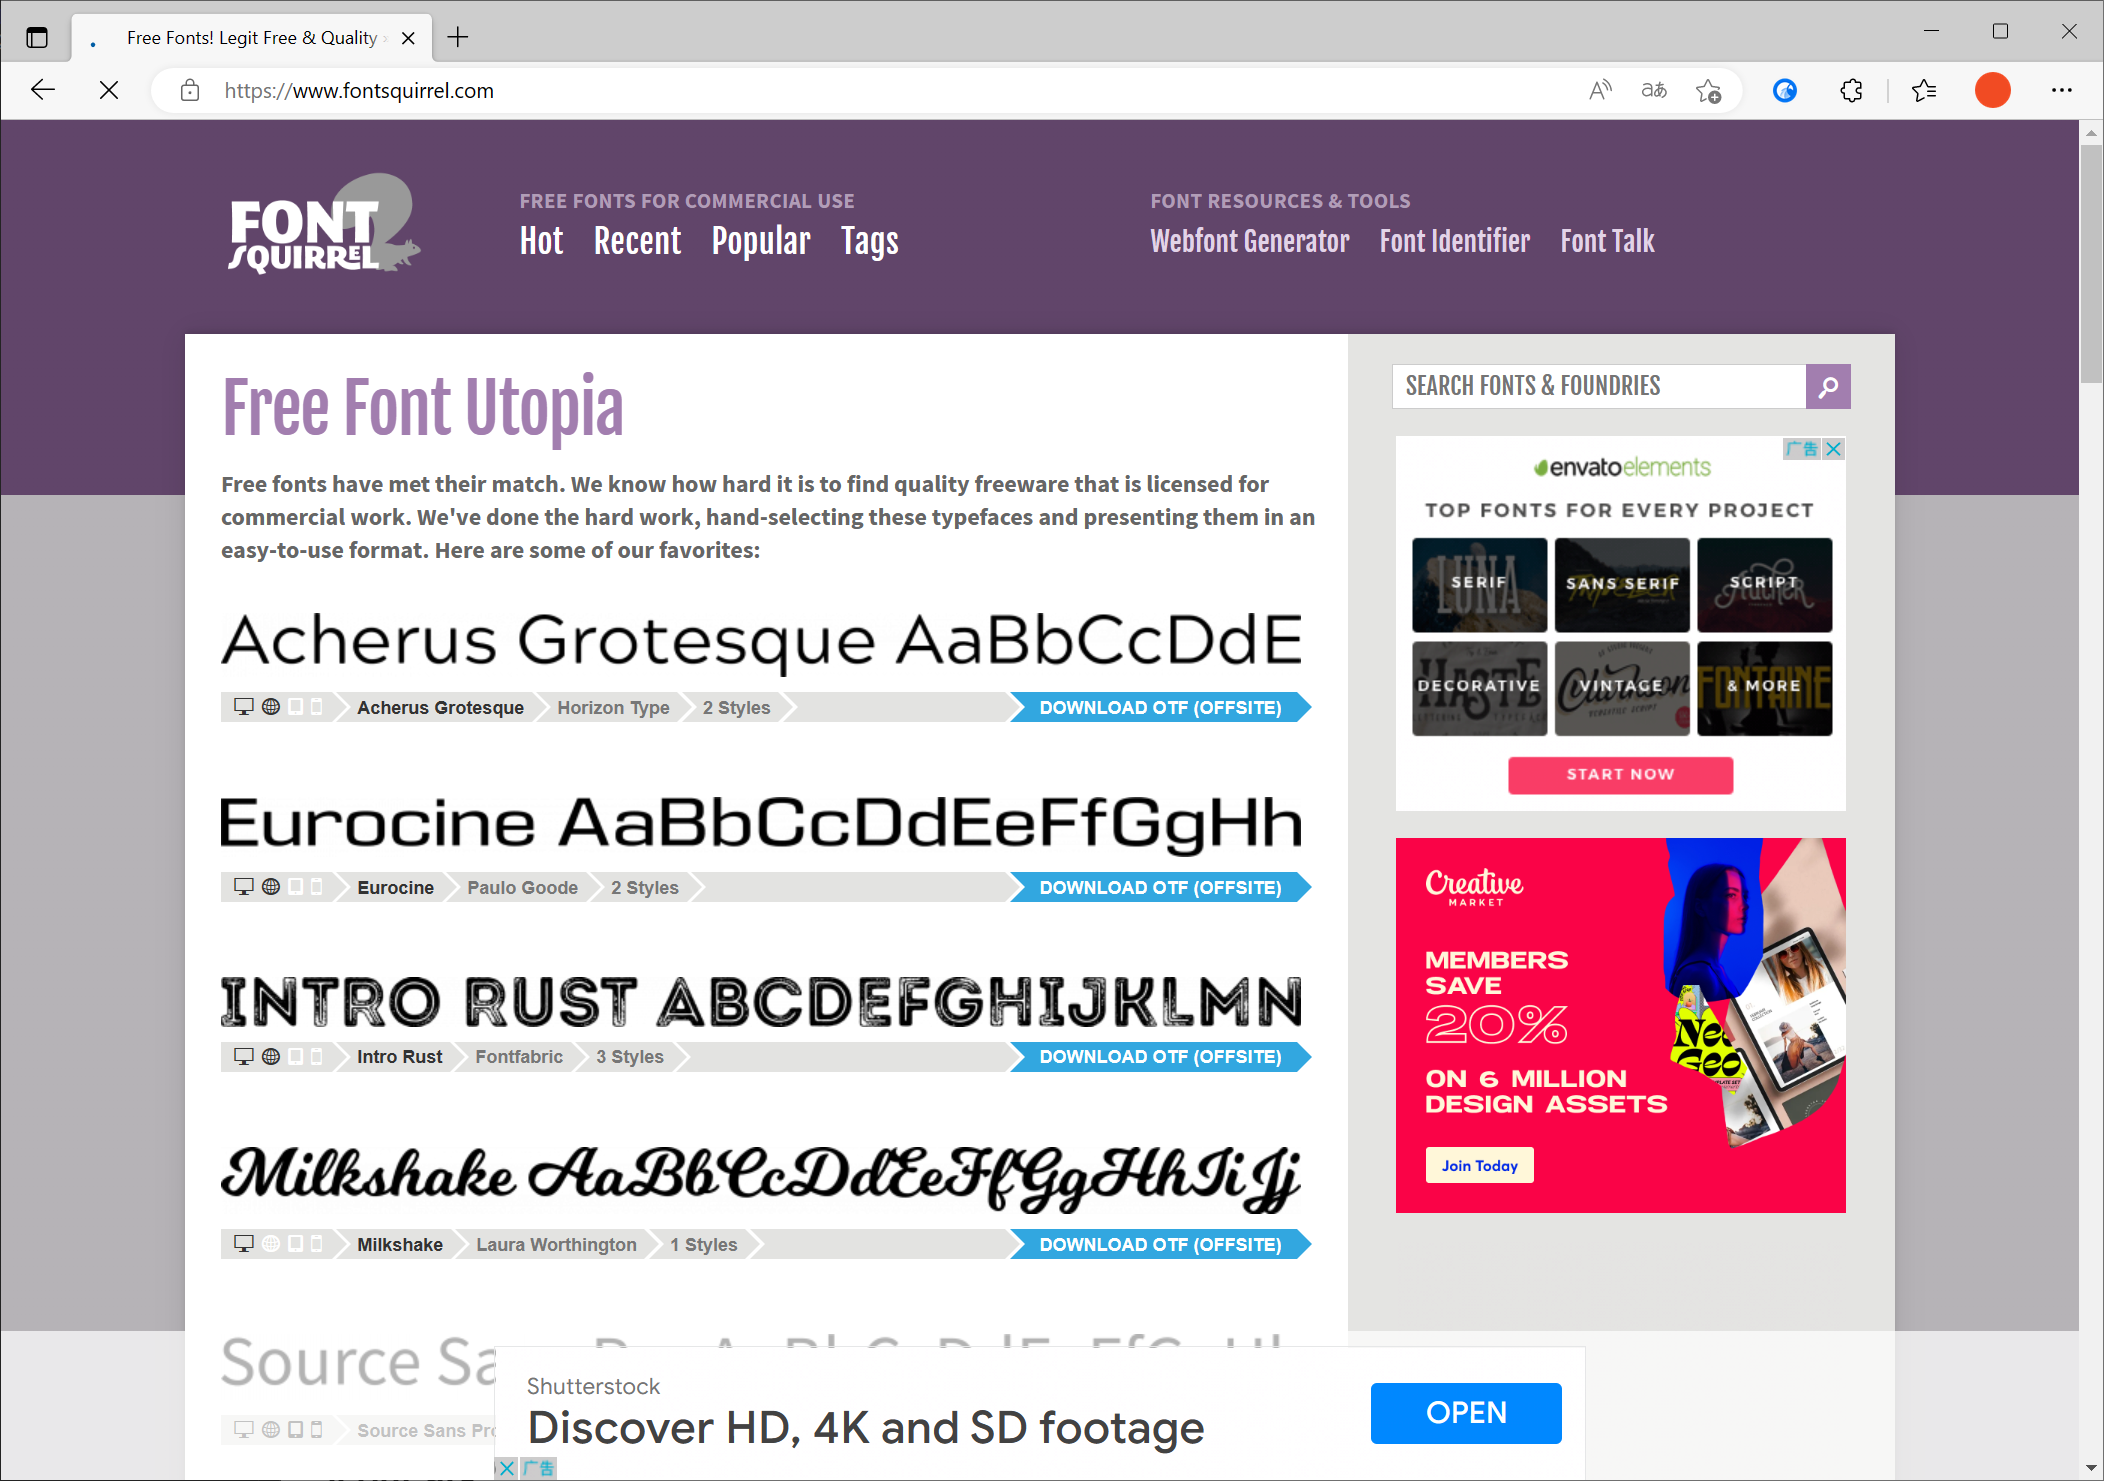 Free Fonts! Legit Free & Quality
https://www.fontsquirrel.com
FONT
SQUIRREL
FREE FONTS FOR COMMERCIAL USE
Hot Recent Popular Tags
FONT RESOURCES & TOOLS
Webfont Generator Font Identifier Font Talk
Free Font Utopia
Free fonts have met their match. We know how hard it is to find quality freeware that is licensed for
commercial work. We've done the hard work, hand-selecting these typefaces and presenting them in an
easy-to-use format. Here are some of our favorites:
Acherus Grotesque AaBbCcDdE
Acherus Grotesque Horizon Type 2 Styles DOWNLOAD OTF (OFFSITE)
Eurocine AaBbCcDdEeFfGgHh
Eurocine Paulo Goode 2 Styles DOWNLOAD OTF (OFFSITE)
INTRO RUST ABCDEFGHIJKLMN
Intro Rust Fontfabric 3 Styles DOWNLOAD OTF (OFFSITE)
Milkshake AaBbCcDdEeFfGgHhIiJj
Milkshake Laura Worthington 1 Styles DOWNLOAD OTF (OFFSITE)
Source Sa
Source Sans Pro
SEARCH FONTS & FOUNDRIES
广告
envatoelements
TOP FONTS FOR EVERY PROJECT
LUNA
SERIF
SANS SERIF
SCRIPT
HASTE
DECORATIVE
VINTAGE
FONTAINE
& MORE
START NOW
Creative
MARKET
MEMBERS
SAVE
20%
ON 6 MILLION
DESIGN ASSETS
Join Today
Neo
Geo
Shutterstock
Discover HD, 4K and SD footage
OPEN
广告